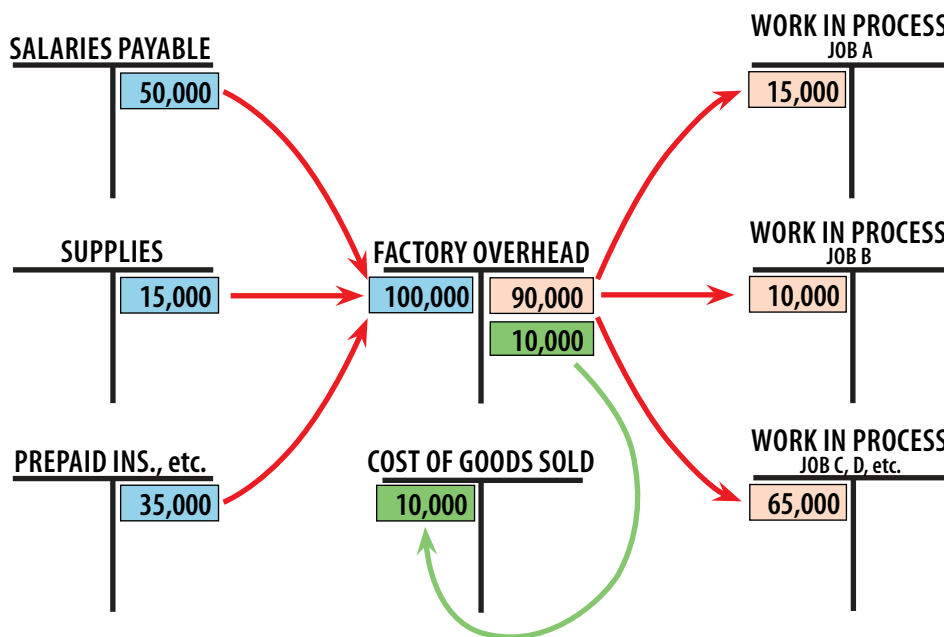 SALARIES PAYABLE
50,000
SUPPLIES
15,000
PREPAID INS., etc.
35,000
FACTORY OVERHEAD
100,000
90,000
10,000
COST OF GOODS SOLD
10,000
WORK IN PROCESS
JOB A
15,000
WORK IN PROCESS
JOB B
10,000
WORK IN PROCESS
JOB C, D, etc.
65,000